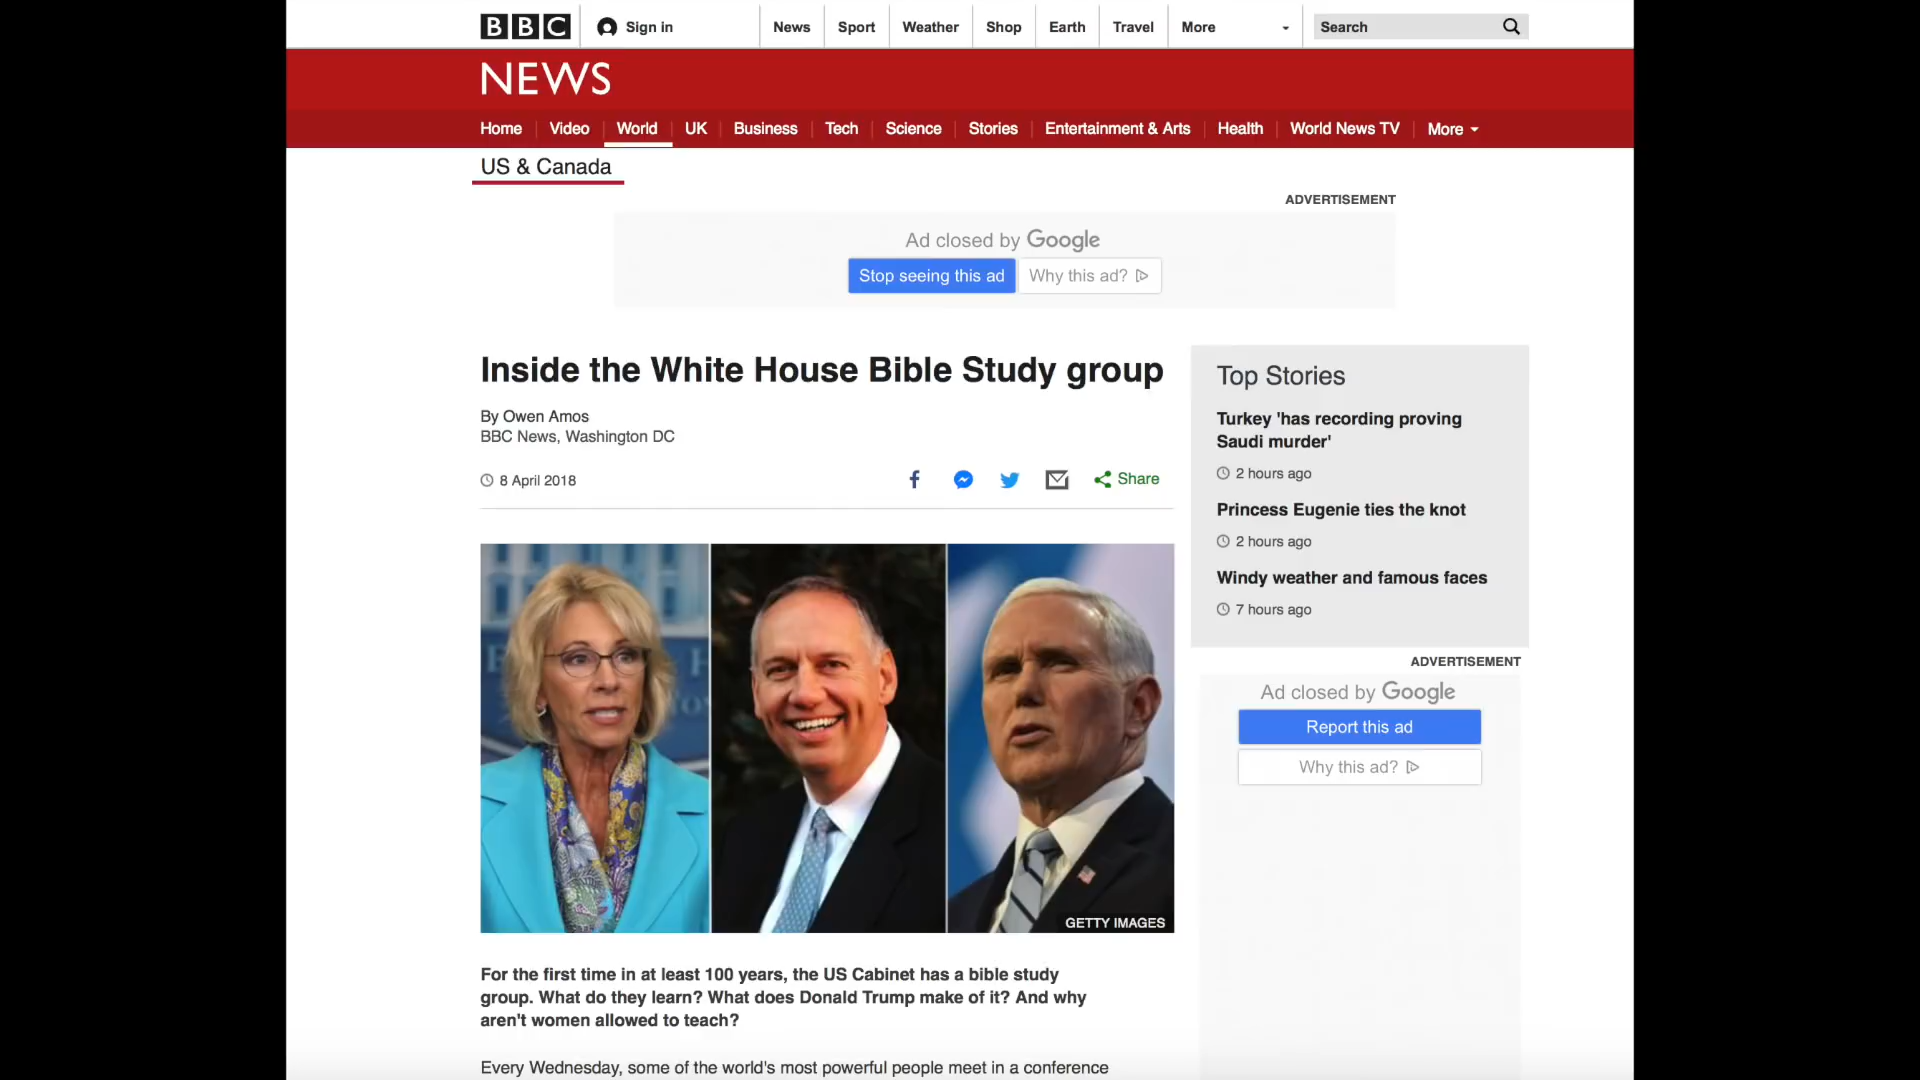 BBC
Sign in
News
Sport
Weather
Shop
Earth
Travel
More
Search
NEWS
Home
Video
World
UK
Business
Tech
Science
Stories
Entertainment & Arts
Health
World News TV
More
US & Canada
ADVERTISEMENT
Ad closed by Google
Stop seeing this ad
Why this ad?
Inside the White House Bible Study group
By Owen Amos
BBC News, Washington DC
8 April 2018
Share
GETTY IMAGES
For the first time in at least 100 years, the US Cabinet has a bible study
group. What do they learn? What does Donald Trump make of it? And why
aren't women allowed to teach?
Every Wednesday, some of the world's most powerful people meet in a conference
Top Stories
Turkey 'has recording proving
Saudi murder'
2 hours ago
Princess Eugenie ties the knot
2 hours ago
Windy weather and famous faces
7 hours ago
ADVERTISEMENT
Ad closed by Google
Report this ad
Why this ad?